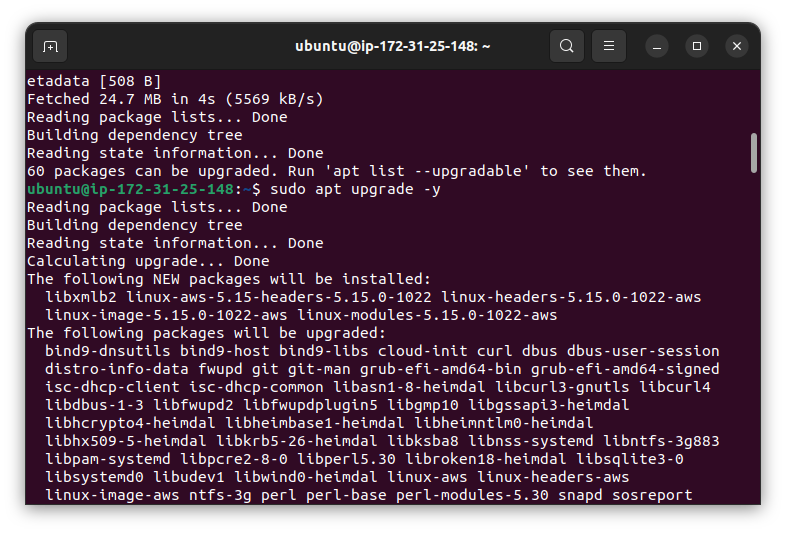 ubuntu@ip-172-31-25-148: ~
etadata [508 B]
Fetched 24.7 MB in 4s (5569 kB/s)
Reading package lists... Done
Building dependency tree
Reading state information... Done
60 packages can be upgraded. Run 'apt list --upgradable' to see them.
ubuntu@ip-172-31-25-148:~$ sudo apt upgrade -y
Reading package lists... Done
Building dependency tree
Reading state information... Done
Calculating upgrade... Done
The following NEW packages will be installed:
  libxmlb2 linux-aws-5.15-headers-5.15.0-1022 linux-headers-5.15.0-1022-aws
  linux-image-5.15.0-1022-aws linux-modules-5.15.0-1022-aws
The following packages will be upgraded:
  bind9-dnsutils bind9-host bind9-libs cloud-init curl dbus dbus-user-session
  distro-info-data fwupd git git-man grub-efi-amd64-bin grub-efi-amd64-signed
  isc-dhcp-client isc-dhcp-common libasn1-8-heimdal libcurl3-gnutls libcurl4
  libdbus-1-3 libfwupd2 libfwupdplugin5 libgmp10 libgssapi3-heimdal
  libhcrypto4-heimdal libheimbase1-heimdal libheimntlm0-heimdal
  libhx509-5-heimdal libkrb5-26-heimdal libksba8 libnss-systemd libntfs-3g883
  libpam-systemd libpcre2-8-0 libperl5.30 libroken18-heimdal libsqlite3-0
  libsystemd0 libudev1 libwind0-heimdal linux-aws linux-headers-aws
  linux-image-aws ntfs-3g perl perl-base perl-modules-5.30 snapd sosreport